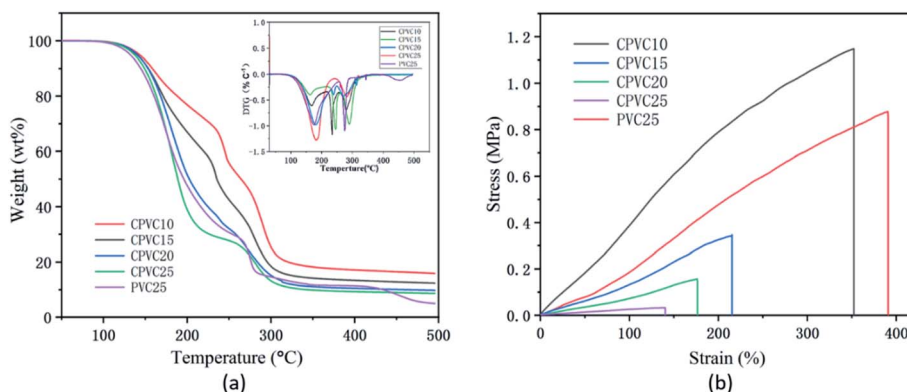 100
80
60
40
20
0
Weight (wt%)
100
200
300
400
500
Temperature (°C)
CPVC10
CPVC15
CPVC20
CPVC25
PVC25
1.0
0.5
0.0
-0.5
-1.0
-1.5
DTG (% C⁻¹)
0
100
200
300
400
500
Temperture(°C)
CPVC10
CPVC15
CPVC20
CPVC25
PVC25
(a)
1.2
1.0
0.8
0.6
0.4
0.2
0.0
Stress (MPa)
0
100
200
300
400
Strain (%)
CPVC10
CPVC15
CPVC20
CPVC25
PVC25
(b)